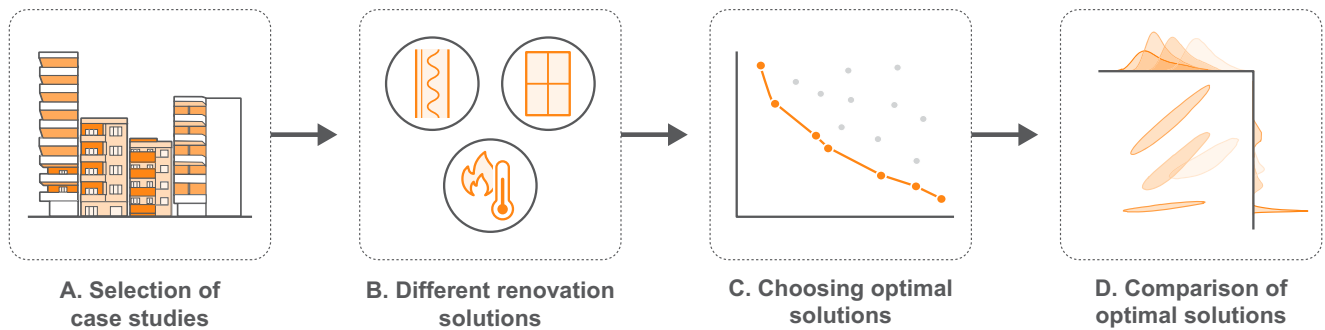 A. Selection of
case studies
B. Different renovation
solutions
C. Choosing optimal
solutions
D. Comparison of
optimal solutions